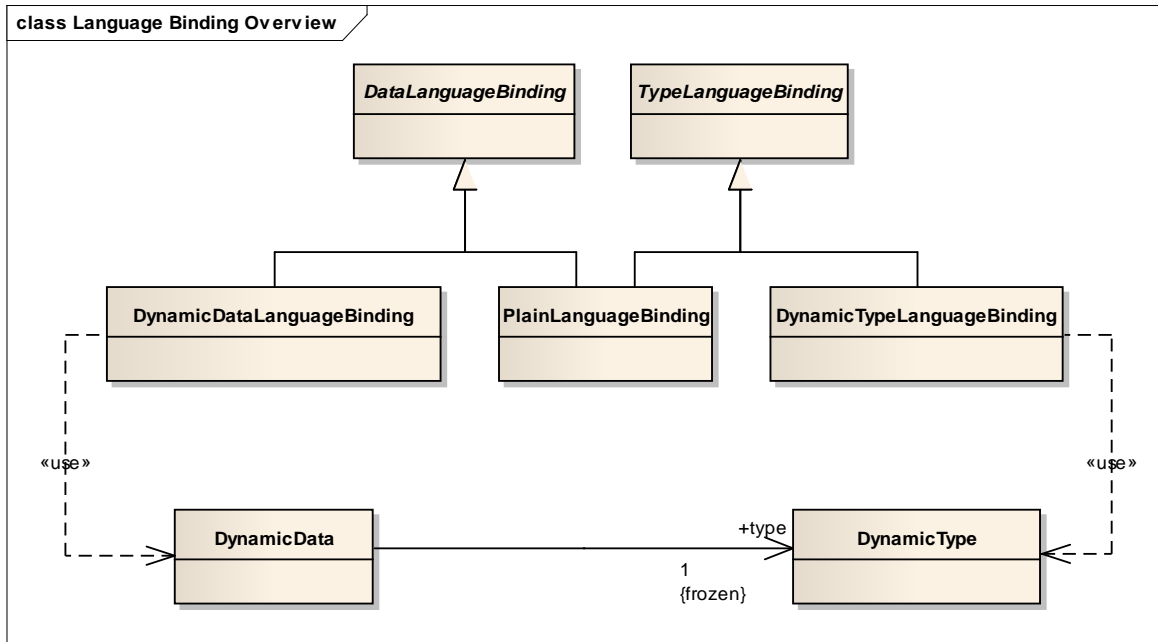 class Language Binding Overview
DataLanguageBinding
TypeLanguageBinding
DynamicDataLanguageBinding
PlainLanguageBinding
DynamicTypeLanguageBinding
«use»
«use»
DynamicData
+type
DynamicType
1
{frozen}